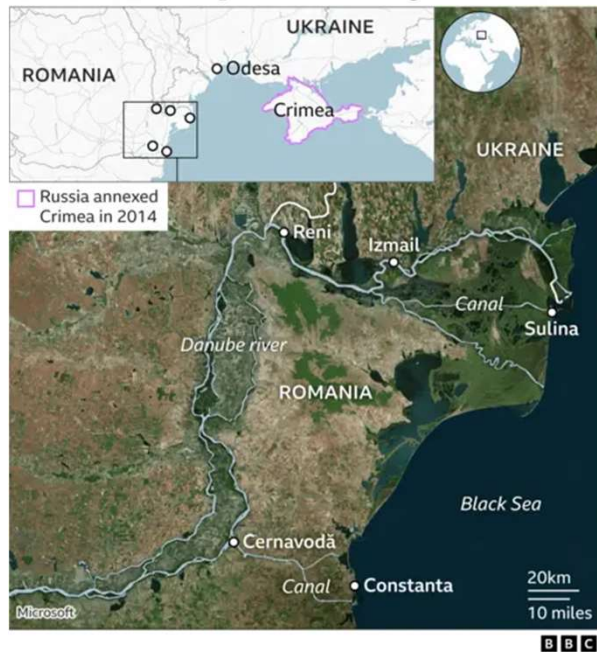 UKRAINE
ROMANIA
Odesa
Crimea
Russia annexed
Crimea in 2014
UKRAINE
Reni
Izmail
Canal
Sulina
Danube river
ROMANIA
Black Sea
Cernavodă
Canal
Constanta
20km
10 miles
Microsoft
BBC